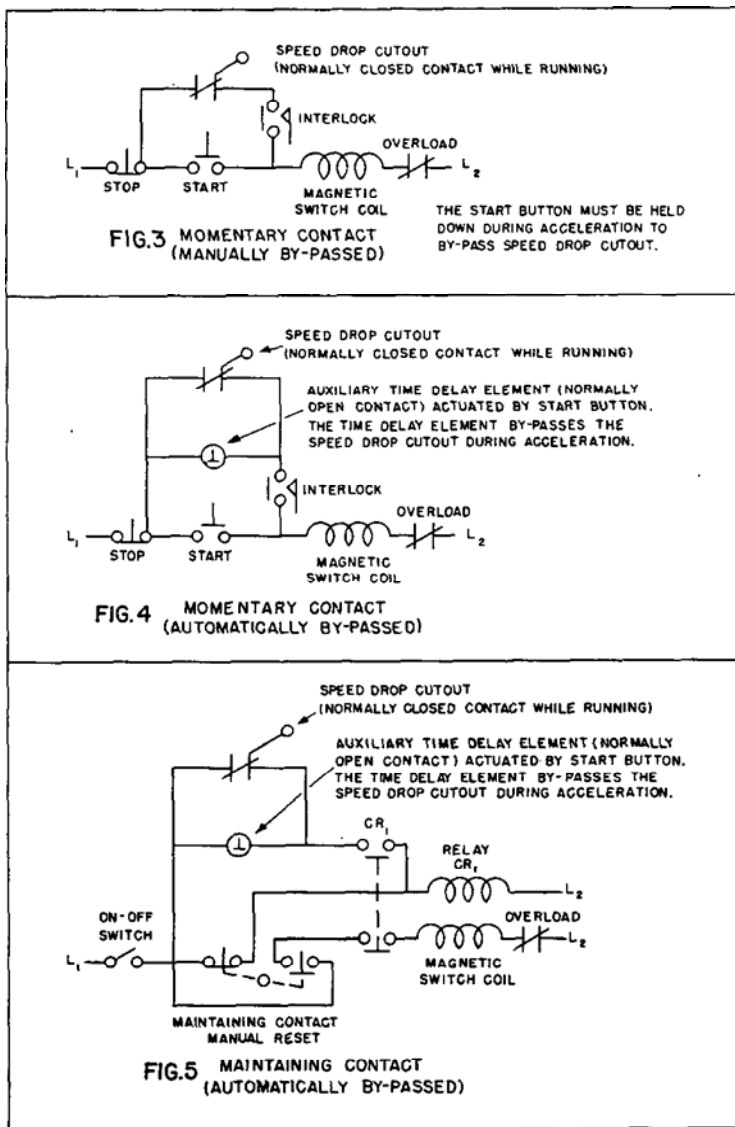 SPEED DROP CUTOUT
(NORMALLY CLOSED CONTACT WHILE RUNNING)
INTERLOCK
OVERLOAD
L1
L2
STOP
START
MAGNETIC
SWITCH COIL
THE START BUTTON MUST BE HELD
DOWN DURING ACCELERATION TO
BY-PASS SPEED DROP CUTOUT.
FIG.3 MOMENTARY CONTACT
(MANUALLY BY-PASSED)
SPEED DROP CUTOUT
(NORMALLY CLOSED CONTACT WHILE RUNNING)
AUXILIARY TIME DELAY ELEMENT (NORMALLY
OPEN CONTACT) ACTUATED BY START BUTTON.
THE TIME DELAY ELEMENT BY-PASSES THE
SPEED DROP CUTOUT DURING ACCELERATION.
INTERLOCK
OVERLOAD
L1
L2
STOP
START
MAGNETIC
SWITCH COIL
FIG.4 MOMENTARY CONTACT
(AUTOMATICALLY BY-PASSED)
SPEED DROP CUTOUT
(NORMALLY CLOSED CONTACT WHILE RUNNING)
AUXILIARY TIME DELAY ELEMENT (NORMALLY
OPEN CONTACT) ACTUATED BY START BUTTON.
THE TIME DELAY ELEMENT BY-PASSES THE
SPEED DROP CUTOUT DURING ACCELERATION.
CR1
RELAY
CR1
L2
ON-OFF
SWITCH
OVERLOAD
L1
L2
MAGNETIC
SWITCH COIL
MAINTAINING CONTACT
MANUAL RESET
FIG.5 MAINTAINING CONTACT
(AUTOMATICALLY BY-PASSED)